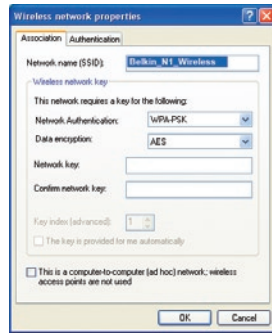 Wireless network properties
Association
Authentication
Network name (SSID):
Belkin_N1_Wireless
Wireless network key
This network requires a key for the following:
Network Authentication:
WPA-PSK
Data encryption:
AES
Network key:
Confirm network key:
Key index (advanced):
1
The key is provided for me automatically
This is a computer-to-computer (ad hoc) network; wireless
access points are not used
OK
Cancel